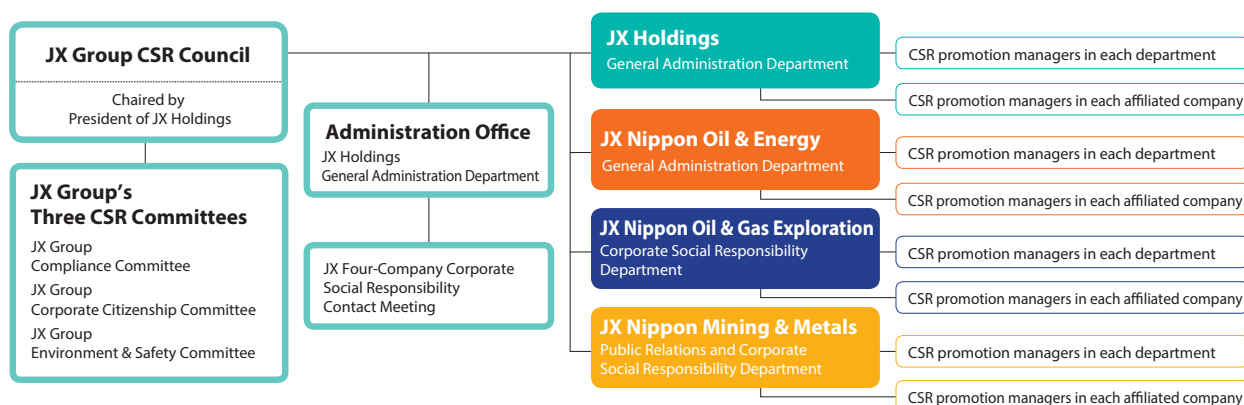 JX Group CSR Council
Chaired by
President of JX Holdings
JX Group's
Three CSR Committees
JX Group
Compliance Committee
JX Group
Corporate Citizenship Committee
JX Group
Environment & Safety Committee
Administration Office
JX Holdings
General Administration Department
JX Four-Company Corporate
Social Responsibility
Contact Meeting
JX Holdings
General Administration Department
CSR promotion managers in each department
CSR promotion managers in each affiliated company
JX Nippon Oil & Energy
General Administration Department
CSR promotion managers in each department
CSR promotion managers in each affiliated company
JX Nippon Oil & Gas Exploration
Corporate Social Responsibility
Department
CSR promotion managers in each department
CSR promotion managers in each affiliated company
JX Nippon Mining & Metals
Public Relations and Corporate
Social Responsibility Department
CSR promotion managers in each department
CSR promotion managers in each affiliated company